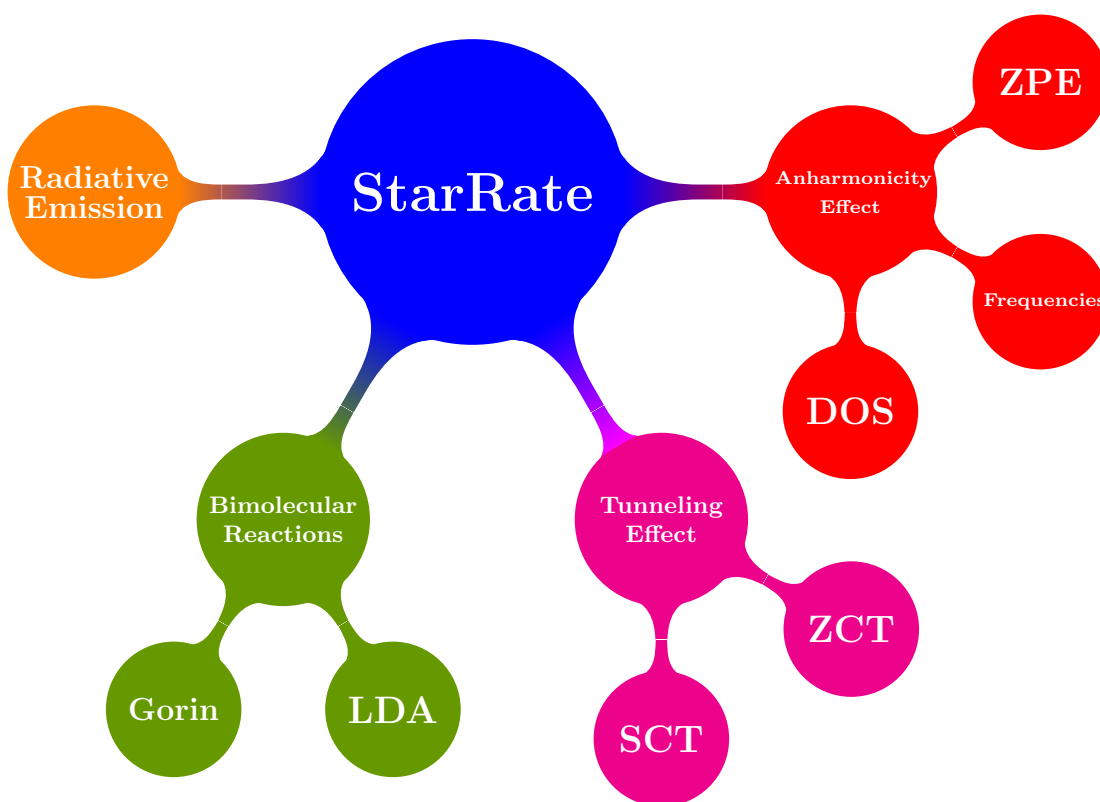 StarRate
Radiative
Emission
Bimolecular
Reactions
Gorin
LDA
Tunneling
Effect
SCT
ZCT
Anharmonicity
Effect
DOS
Frequencies
ZPE